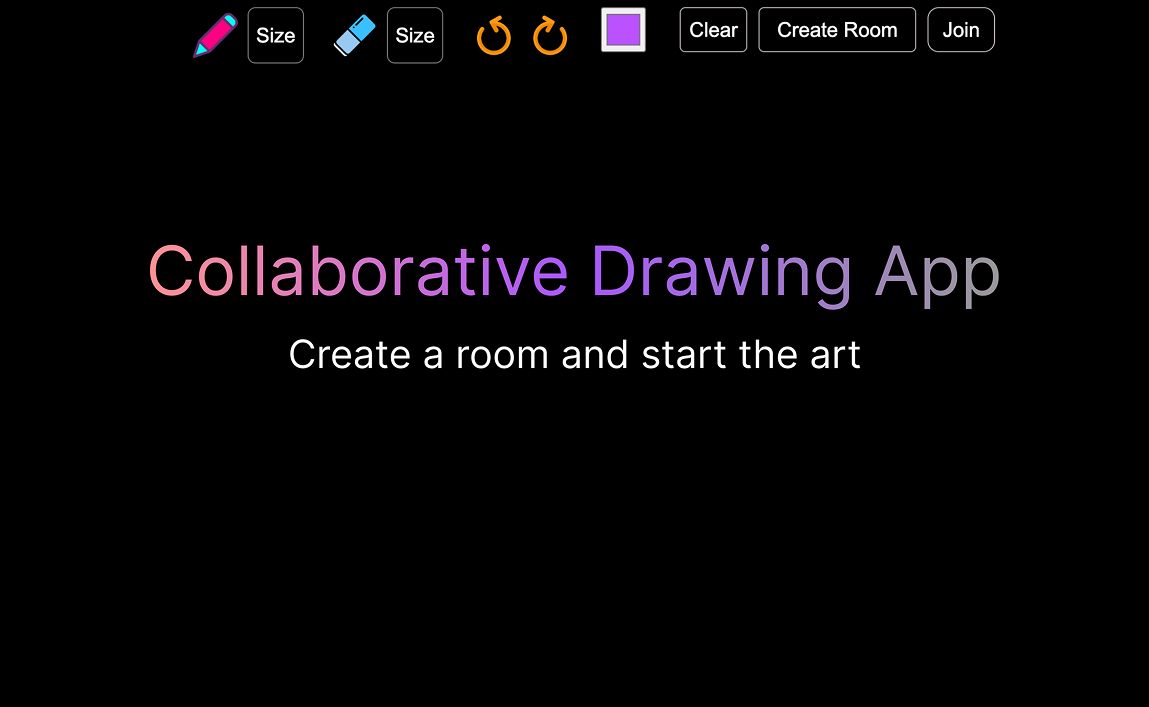 Size Size Clear Create Room Join
Collaborative Drawing App
Create a room and start the art